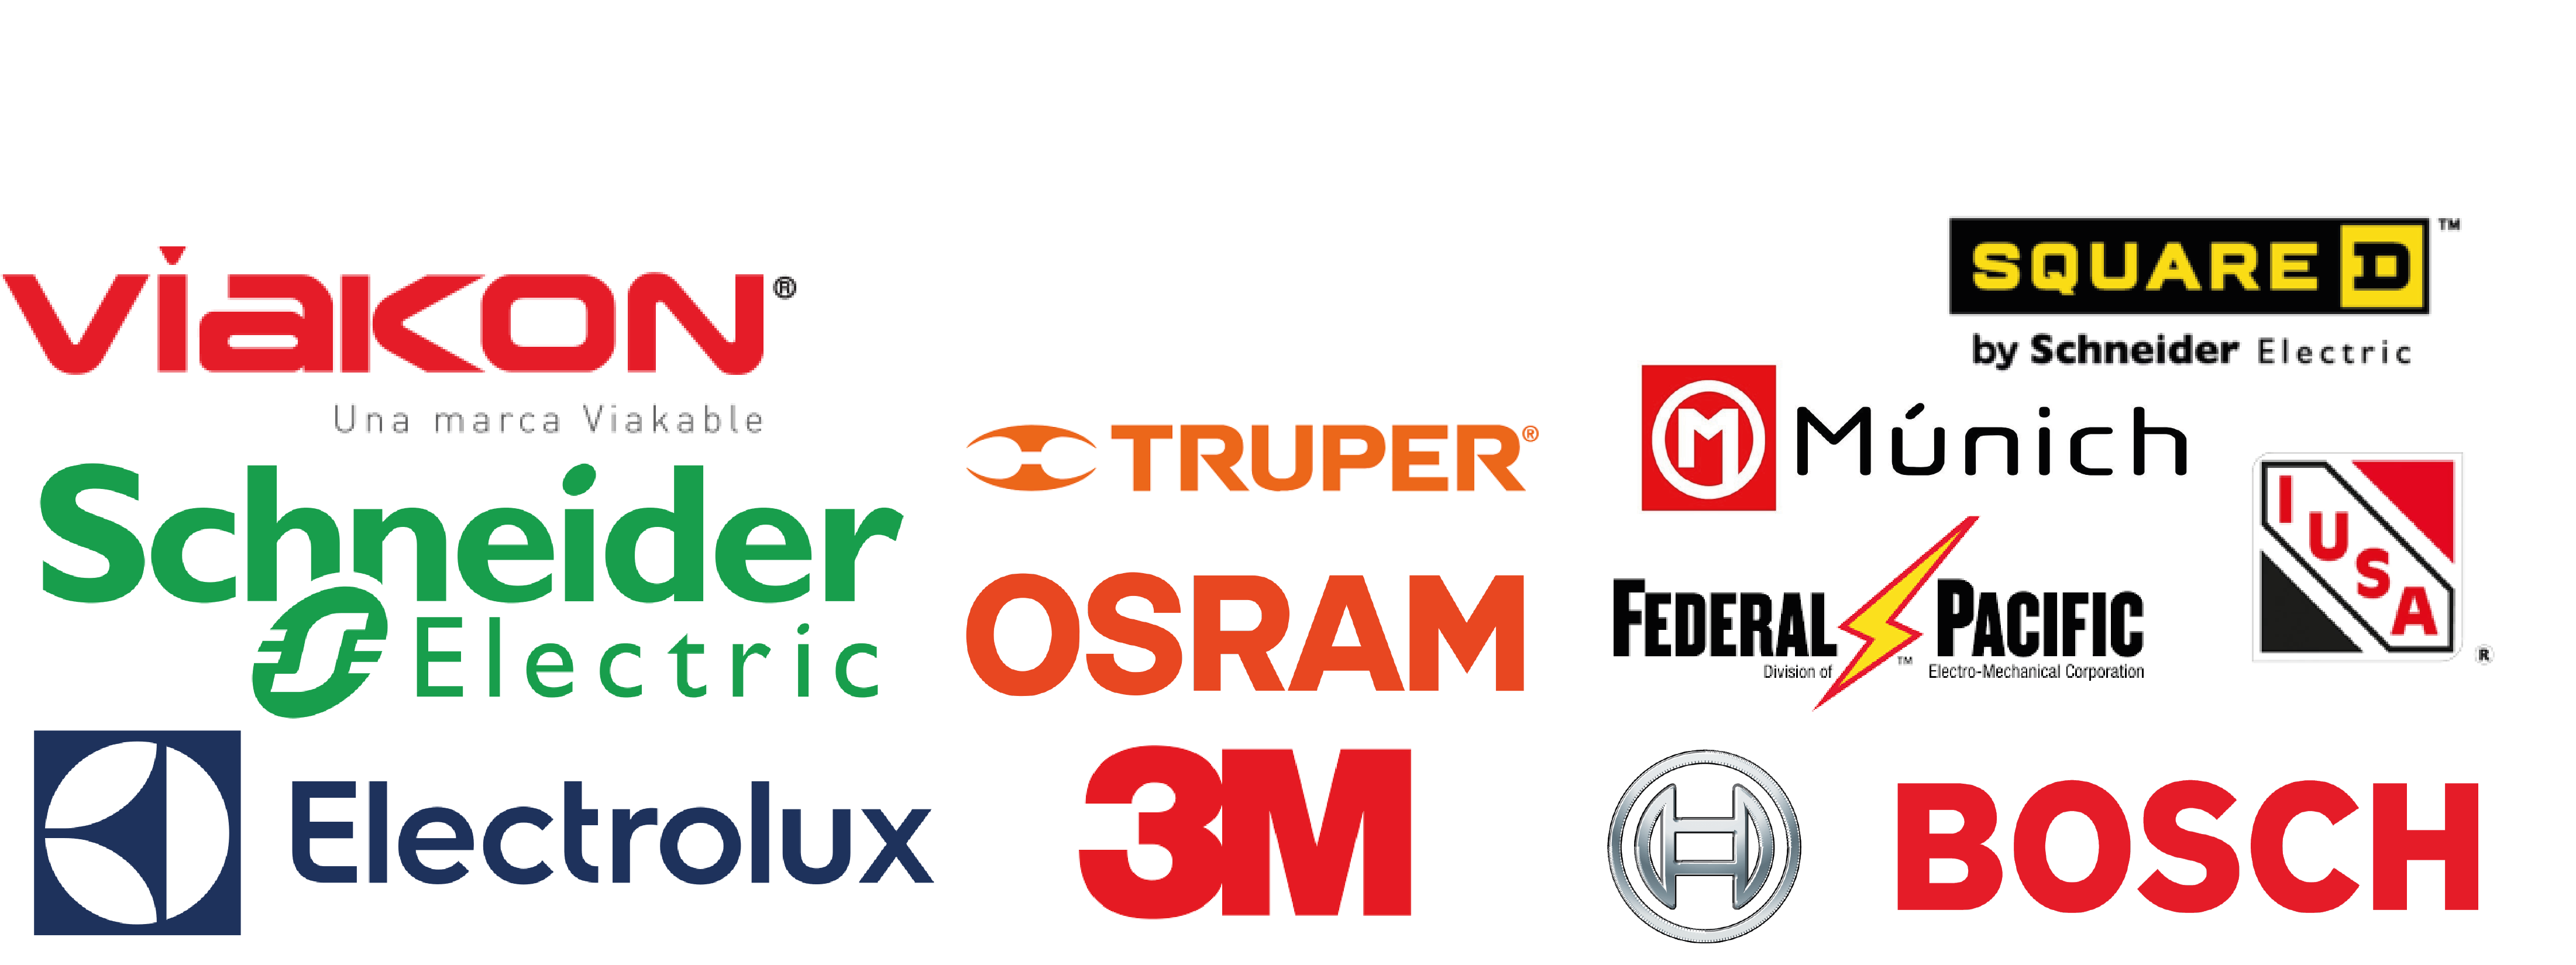 VIAKON®
Una marca Viakable
Schneider
Electric
Electrolux
TRUPER®
OSRAM
3M
SQUARE D™
by Schneider Electric
M Múnich
FEDERAL PACIFIC
Division of ™ Electro-Mechanical Corporation
IUSA®
BOSCH